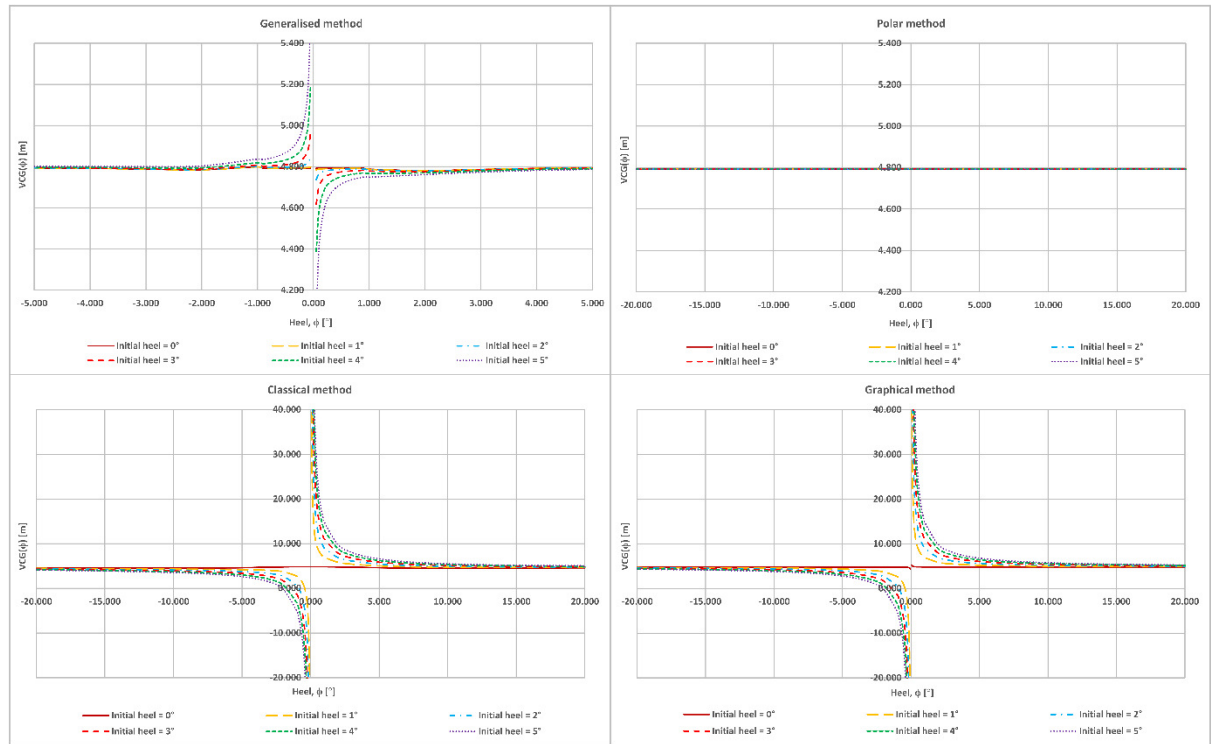 Generalised method
5.400
5.200
5.000
4.800
4.600
4.400
4.200
VCG(ϕ) [m]
-5.000 -4.000 -3.000 -2.000 -1.000 0.000 1.000 2.000 3.000 4.000 5.000
Heel, ϕ [°]
Initial heel = 0° Initial heel = 1° Initial heel = 2°
Initial heel = 3° Initial heel = 4° Initial heel = 5°
Polar method
5.400
5.200
5.000
4.800
4.600
4.400
4.200
VCG(ϕ) [m]
-20.000 -15.000 -10.000 -5.000 0.000 5.000 10.000 15.000 20.000
Heel, ϕ [°]
Initial heel = 0° Initial heel = 1° Initial heel = 2°
Initial heel = 3° Initial heel = 4° Initial heel = 5°
Classical method
40.000
30.000
20.000
10.000
0.000
-10.000
-20.000
VCG(ϕ) [m]
-20.000 -15.000 -10.000 -5.000 0.000 5.000 10.000 15.000 20.000
Heel, ϕ [°]
Initial heel = 0° Initial heel = 1° Initial heel = 2°
Initial heel = 3° Initial heel = 4° Initial heel = 5°
Graphical method
40.000
30.000
20.000
10.000
0.000
-10.000
-20.000
VCG(ϕ) [m]
-20.000 -15.000 -10.000 -5.000 0.000 5.000 10.000 15.000 20.000
Heel, ϕ [°]
Initial heel = 0° Initial heel = 1° Initial heel = 2°
Initial heel = 3° Initial heel = 4° Initial heel = 5°